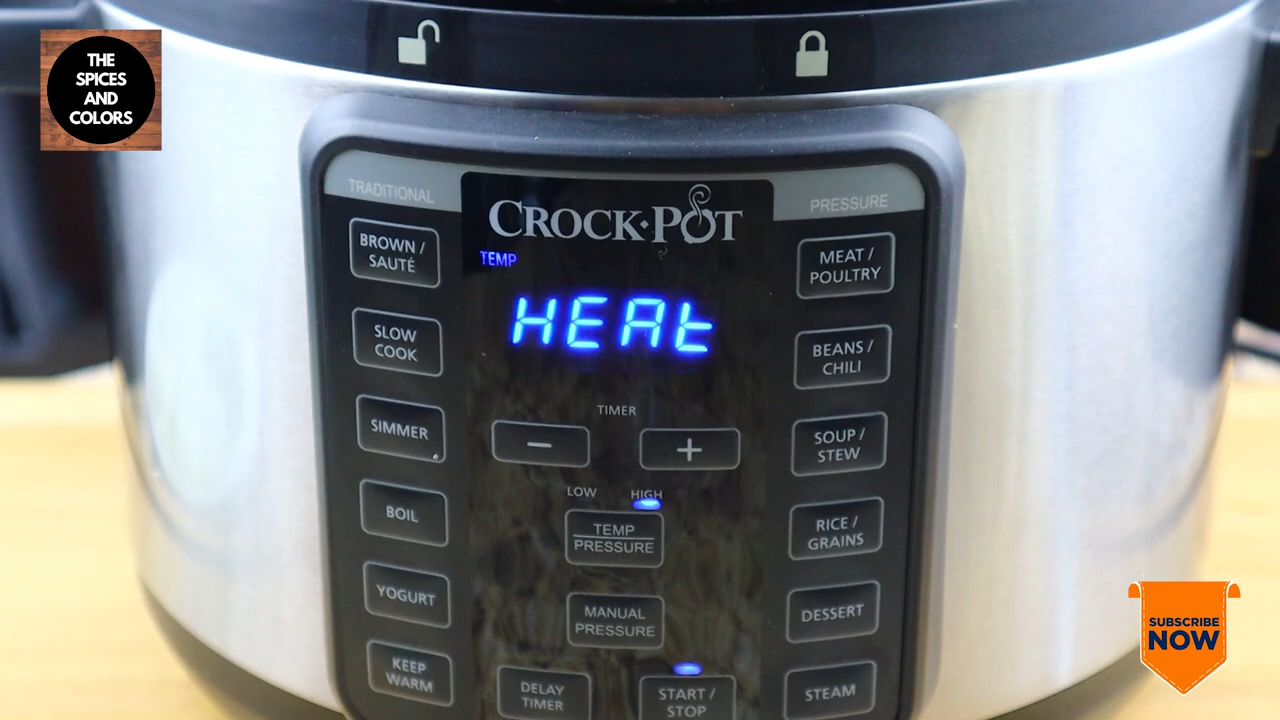 THE
SPICES
AND
COLORS
TRADITIONAL
PRESSURE
CROCK·POT
TEMP
HEAt
BROWN /
SAUTÉ
SLOW
COOK
SIMMER
BOIL
YOGURT
KEEP
WARM
TIMER
−
+
LOW
HIGH
TEMP
PRESSURE
MANUAL
PRESSURE
DELAY
TIMER
START /
STOP
MEAT /
POULTRY
BEANS /
CHILI
SOUP /
STEW
RICE /
GRAINS
DESSERT
STEAM
SUBSCRIBE
NOW